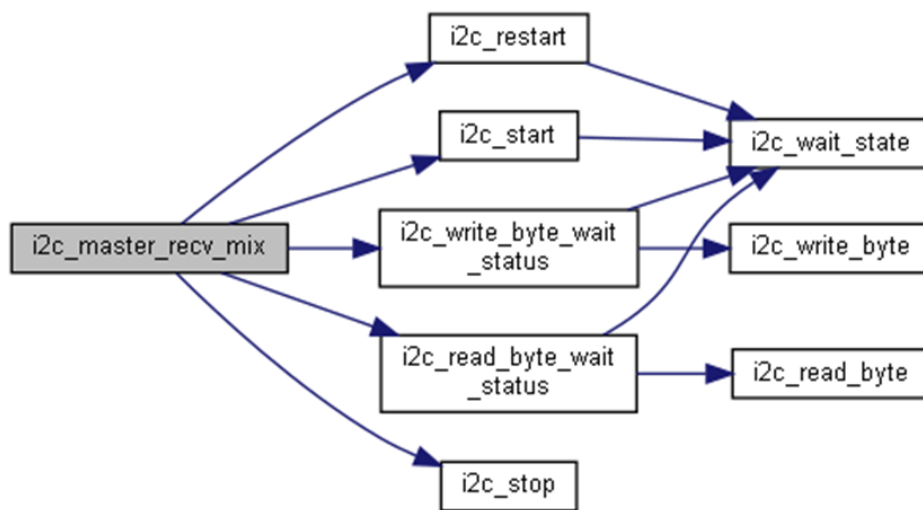 i2c_restart
i2c_start
i2c_wait_state
i2c_master_recv_mix
i2c_write_byte_wait
_status
i2c_write_byte
i2c_read_byte_wait
_status
i2c_read_byte
i2c_stop